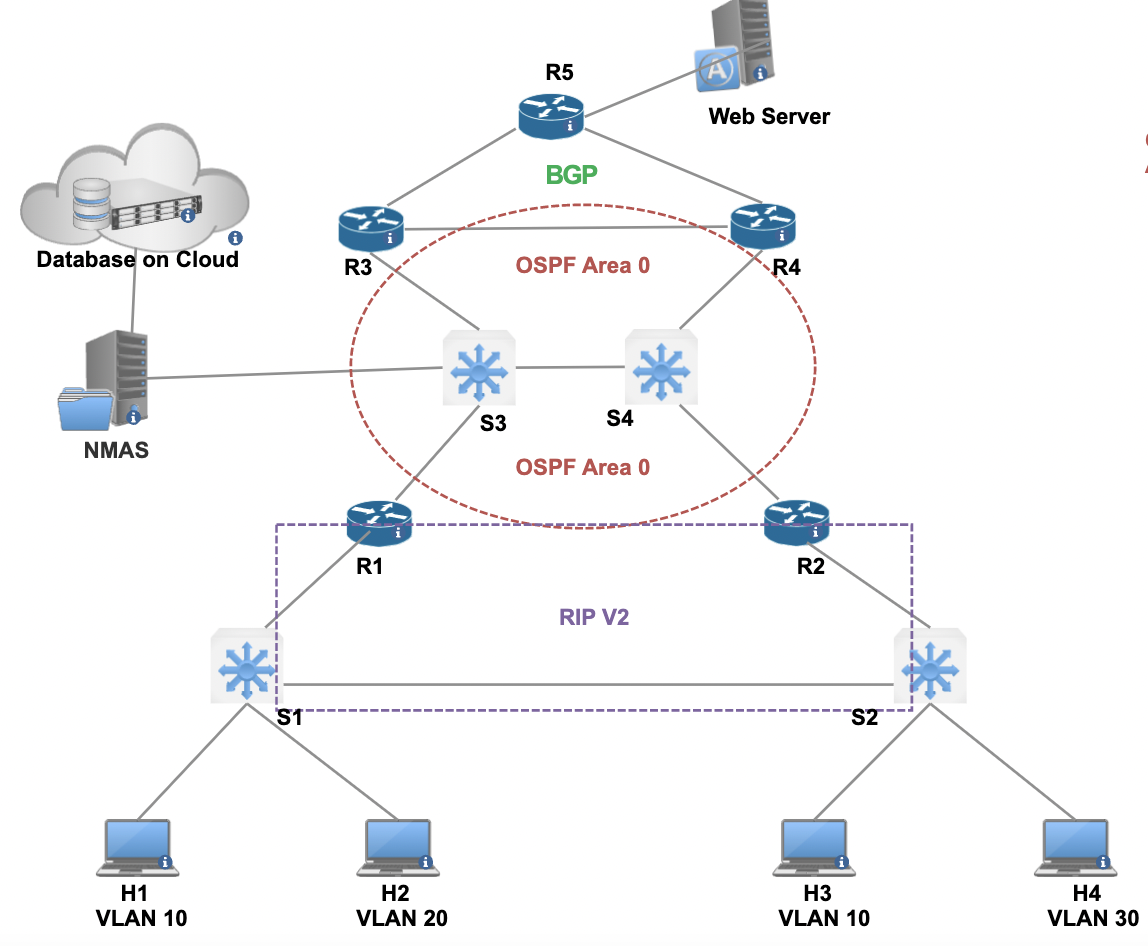 R5
Web Server
BGP
Database on Cloud
R3
OSPF Area 0
R4
S3
S4
NMAS
OSPF Area 0
R1
R2
RIP V2
S1
S2
H1
VLAN 10
H2
VLAN 20
H3
VLAN 10
H4
VLAN 30